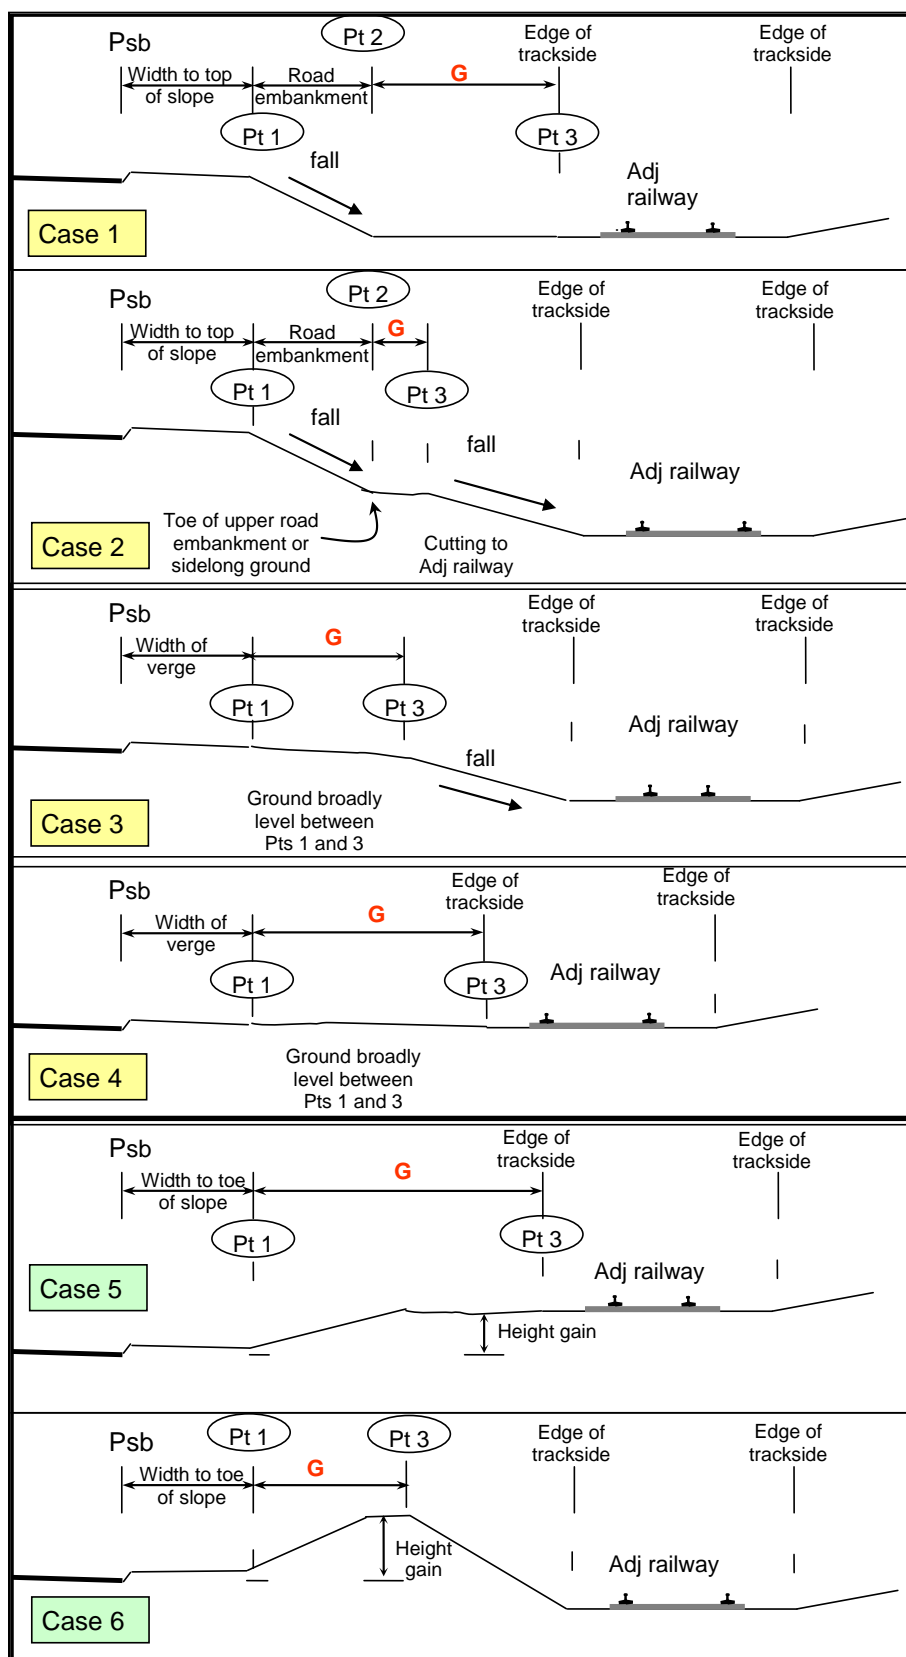 Pt 2
Edge of
trackside
Edge of
trackside
Psb
Width to top
of slope
Road
embankment
G
Pt 1
Pt 3
fall
Adj
railway
Case 1
Pt 2
Psb
Edge of
trackside
Edge of
trackside
Width to top
of slope
Road
embankment
G
Pt 1
Pt 3
fall
fall
Adj railway
Case 2
Toe of upper road
embankment or
sidelong ground
Cutting to
Adj railway
Psb
Edge of
trackside
Edge of
trackside
Width of
verge
G
Pt 1
Pt 3
Adj railway
fall
Case 3
Ground broadly
level between
Pts 1 and 3
Psb
Edge of
trackside
Edge of
trackside
Width of
verge
G
Pt 1
Pt 3
Adj railway
Case 4
Ground broadly
level between
Pts 1 and 3
Psb
Edge of
trackside
Edge of
trackside
Width to toe
of slope
G
Pt 1
Pt 3
Case 5
Adj railway
Height gain
Pt 1
Pt 3
Psb
Edge of
trackside
Edge of
trackside
Width to toe
of slope
G
Height
gain
Adj railway
Case 6